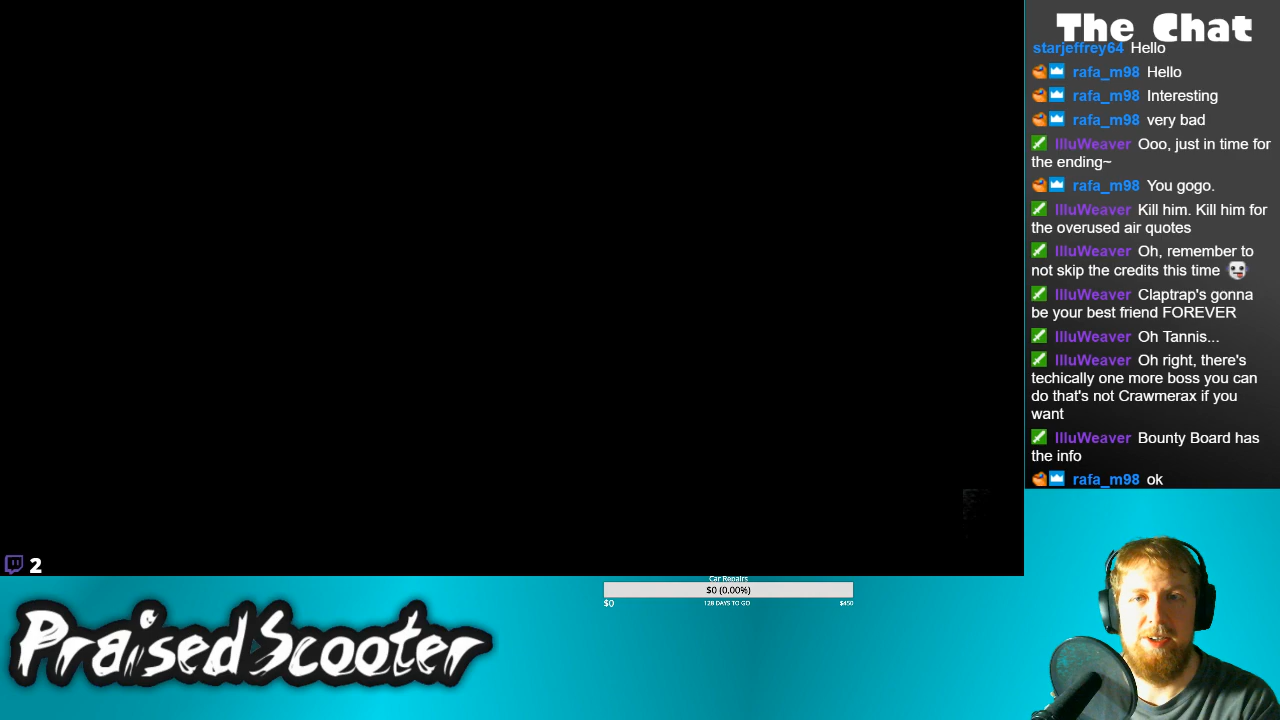 The Chat
starjeffrey64 Hello
rafa_m98 Hello
rafa_m98 Interesting
rafa_m98 very bad
IlluWeaver Ooo, just in time for
the ending~
rafa_m98 You gogo.
IlluWeaver Kill him. Kill him for
the overused air quotes
IlluWeaver Oh, remember to
not skip the credits this time
IlluWeaver Claptrap's gonna
be your best friend FOREVER
IlluWeaver Oh Tannis...
IlluWeaver Oh right, there's
techically one more boss you can
do that's not Crawmerax if you
want
IlluWeaver Bounty Board has
the info
rafa_m98 ok
2
Car Repairs
$0 (0.00%)
$0 128 DAYS TO GO $450
PraisedScooter